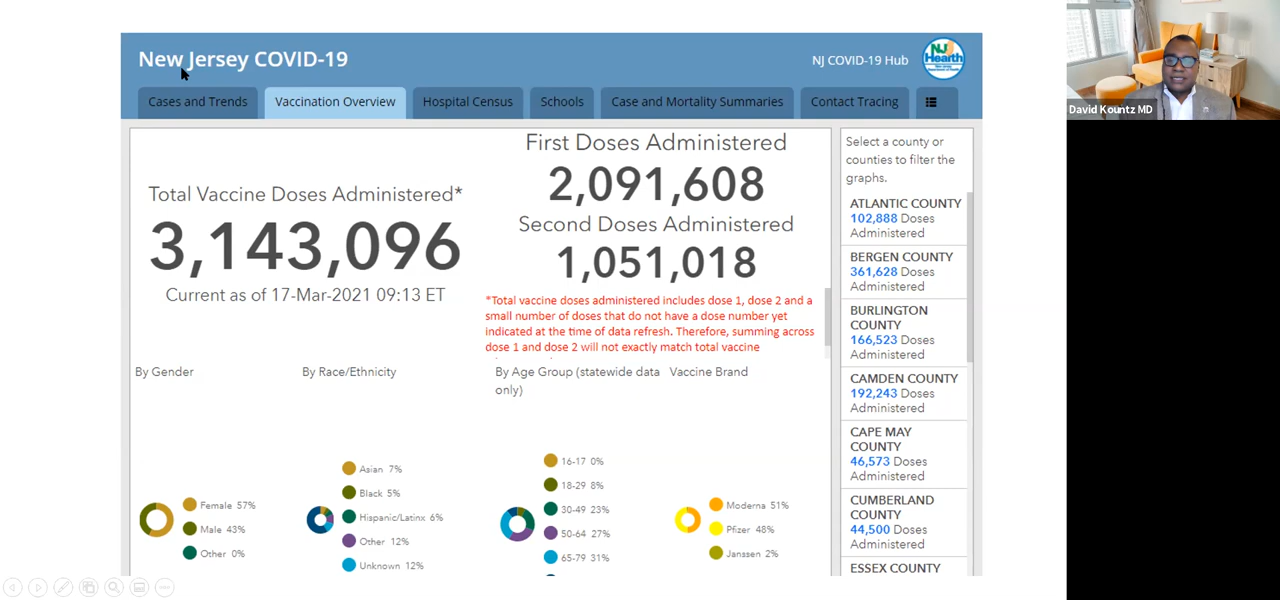 New Jersey COVID-19
NJ COVID-19 Hub
NJ
Health
Cases and Trends
Vaccination Overview
Hospital Census
Schools
Case and Mortality Summaries
Contact Tracing
Total Vaccine Doses Administered*
3,143,096
Current as of 17-Mar-2021 09:13 ET
First Doses Administered
2,091,608
Second Doses Administered
1,051,018
*Total vaccine doses administered includes dose 1, dose 2 and a
small number of doses that do not have a dose number yet
indicated at the time of data refresh. Therefore, summing across
dose 1 and dose 2 will not exactly match total vaccine
By Gender
Female 57%
Male 43%
Other 0%
By Race/Ethnicity
Asian 7%
Black 5%
Hispanic/Latinx 6%
Other 12%
Unknown 12%
By Age Group (statewide data
only)
16-17 0%
18-29 8%
30-49 23%
50-64 27%
65-79 31%
Vaccine Brand
Moderna 51%
Pfizer 48%
Janssen 2%
Select a county or
counties to filter the
graphs.
ATLANTIC COUNTY
102,888 Doses
Administered
BERGEN COUNTY
361,628 Doses
Administered
BURLINGTON
COUNTY
166,523 Doses
Administered
CAMDEN COUNTY
192,243 Doses
Administered
CAPE MAY
COUNTY
46,573 Doses
Administered
CUMBERLAND
COUNTY
44,500 Doses
Administered
ESSEX COUNTY
David Kountz MD